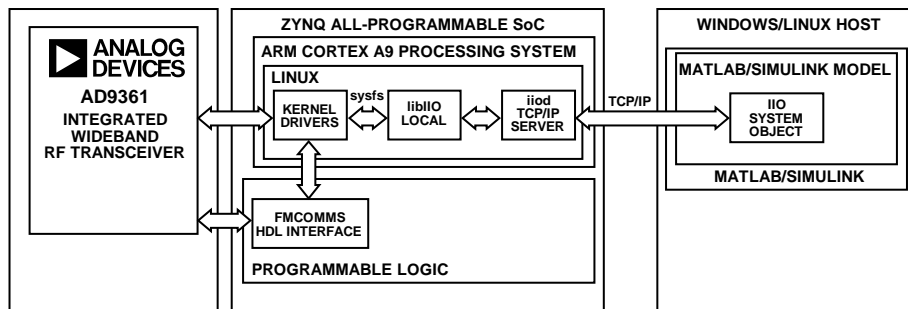 ANALOG
DEVICES
AD9361
INTEGRATED
WIDEBAND
RF TRANSCEIVER
ZYNQ ALL-PROGRAMMABLE SoC
ARM CORTEX A9 PROCESSING SYSTEM
LINUX
KERNEL
DRIVERS
sysfs
libIIO
LOCAL
iiod
TCP/IP
SERVER
FMCOMMS
HDL INTERFACE
PROGRAMMABLE LOGIC
TCP/IP
WINDOWS/LINUX HOST
MATLAB/SIMULINK MODEL
IIO
SYSTEM
OBJECT
MATLAB/SIMULINK